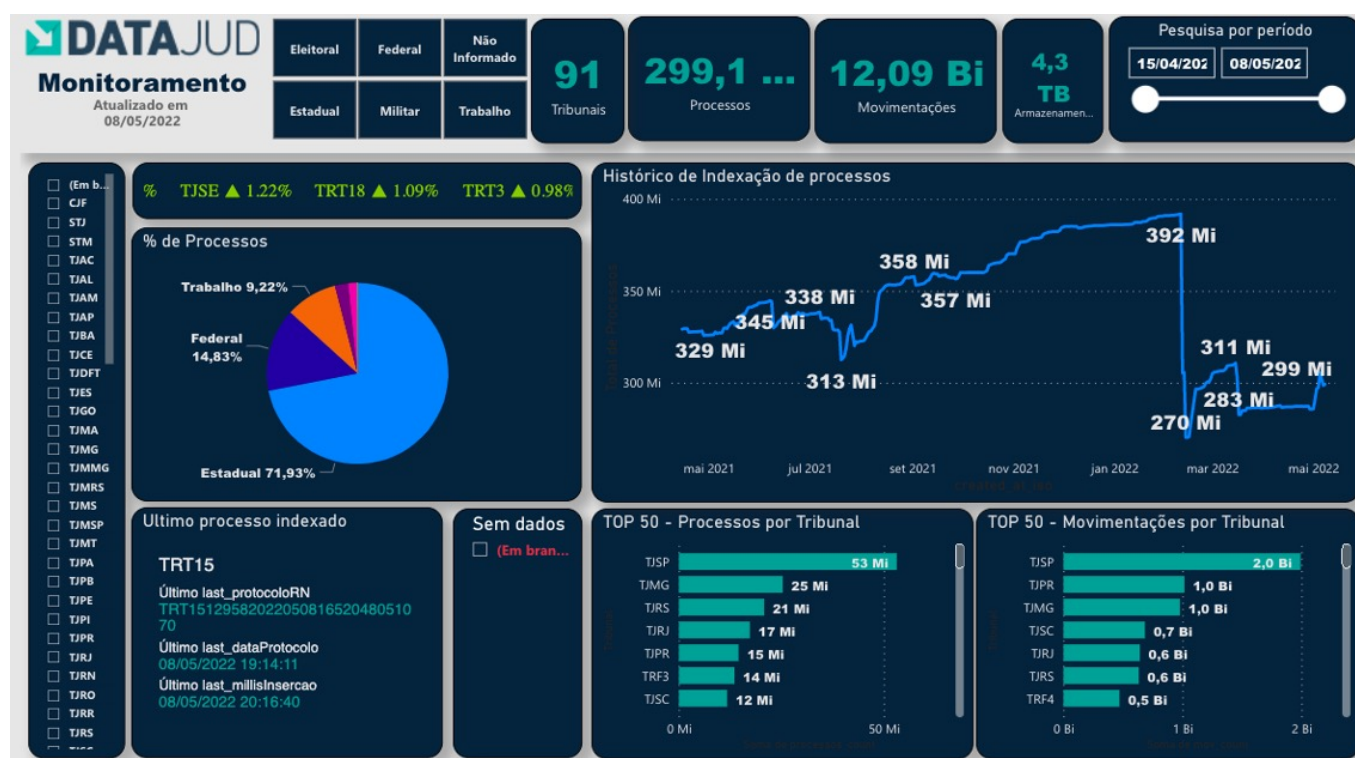 DATAJUD
Monitoramento
Atualizado em
08/05/2022
Eleitoral
Federal
Não
Informado
Estadual
Militar
Trabalho
91
Tribunais
299,1 ...
Processos
12,09 Bi
Movimentações
4,3
TB
Armazenamen...
Pesquisa por período
15/04/202
08/05/202
(Em b...
CJF
STJ
STM
TJAC
TJAL
TJAM
TJAP
TJBA
TJCE
TJDFT
TJES
TJGO
TJMA
TJMG
TJMMG
TJMRS
TJMS
TJMSP
TJMT
TJPA
TJPB
TJPE
TJPI
TJPR
TJRJ
TJRN
TJRO
TJRR
TJRS
% TJSE ▲ 1.22% TRT18 ▲ 1.09% TRT3 ▲ 0.98%
% de Processos
Trabalho 9,22%
Federal
14,83%
Estadual 71,93%
Histórico de Indexação de processos
Total de Processos
400 Mi
350 Mi
300 Mi
329 Mi
345 Mi
338 Mi
313 Mi
358 Mi
357 Mi
392 Mi
270 Mi
311 Mi
283 Mi
299 Mi
mai 2021
jul 2021
set 2021
nov 2021
jan 2022
mar 2022
mai 2022
Ultimo processo indexado
TRT15
Último last_protocoloRN
TRT15129582022050816520480510
70
Último last_dataProtocolo
08/05/2022 19:14:11
Último last_millisInsercao
08/05/2022 20:16:40
Sem dados
(Em bran...
TOP 50 - Processos por Tribunal
TJSP 53 Mi
TJMG 25 Mi
TJRS 21 Mi
TJRJ 17 Mi
TJPR 15 Mi
TRF3 14 Mi
TJSC 12 Mi
0 Mi 50 Mi
TOP 50 - Movimentações por Tribunal
TJSP 2,0 Bi
TJPR 1,0 Bi
TJMG 1,0 Bi
TJSC 0,7 Bi
TJRJ 0,6 Bi
TJRS 0,6 Bi
TRF4 0,5 Bi
0 Bi 1 Bi 2 Bi